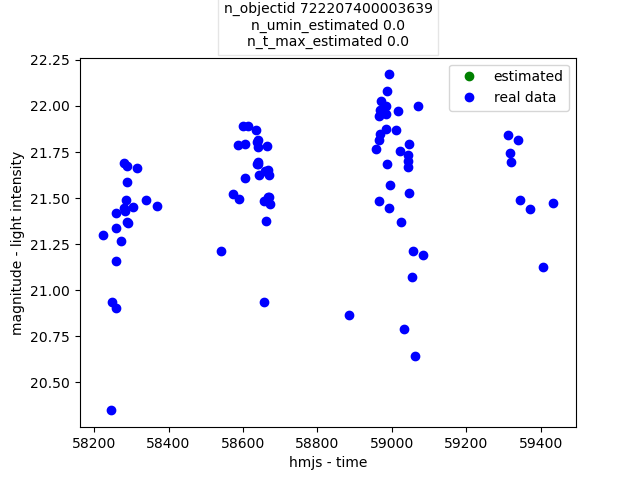 n_objectid 722207400003639
n_umin_estimated 0.0
n_t_max_estimated 0.0
22.25
22.00
21.75
21.50
21.25
21.00
20.75
20.50
magnitude - light intensity
estimated
real data
58200 58400 58600 58800 59000 59200 59400
hmjs - time